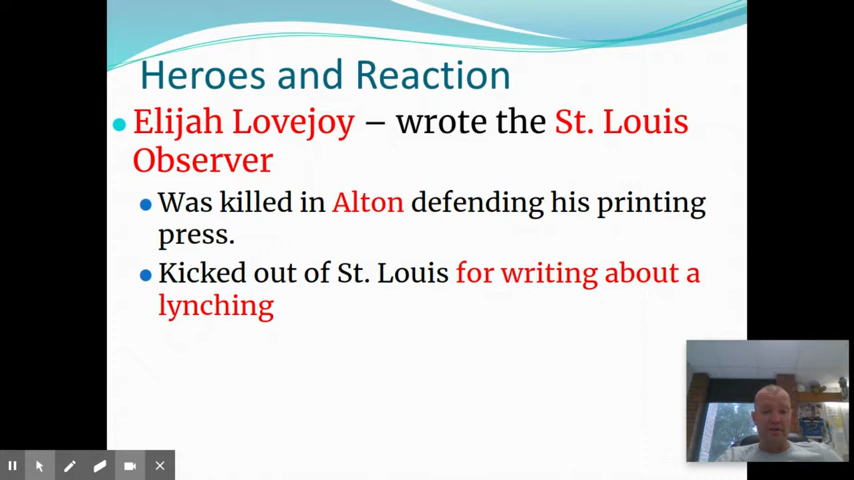 Heroes and Reaction
Elijah Lovejoy – wrote the St. Louis
Observer
Was killed in Alton defending his printing
press.
Kicked out of St. Louis for writing about a
lynching